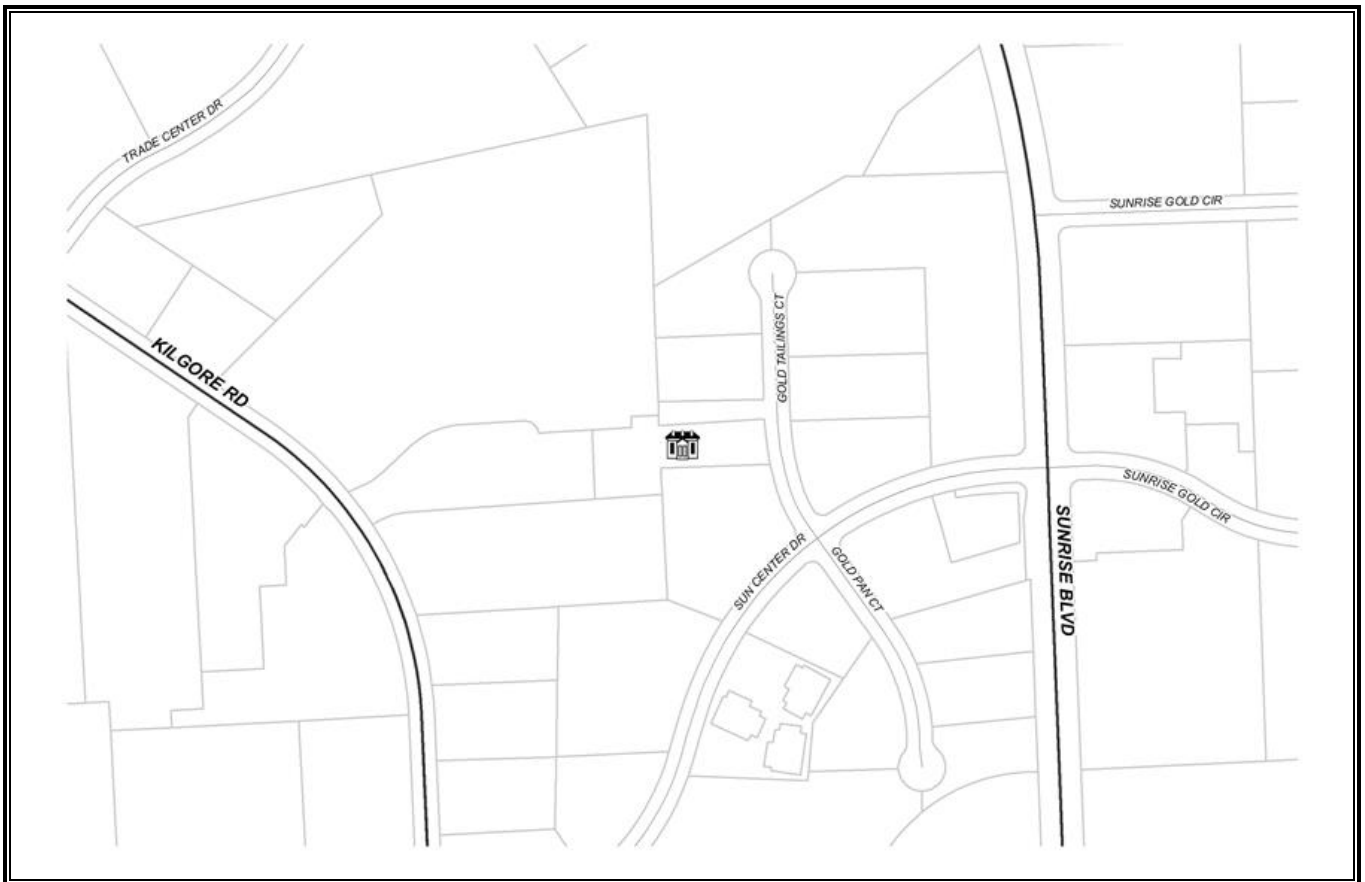 TRADE CENTER DR
SUNRISE GOLD CIR
KILGORE RD
GOLD TAILINGS CT
SUNRISE GOLD CIR
SUNRISE BLVD
SUN CENTER DR
GOLD PAN CT